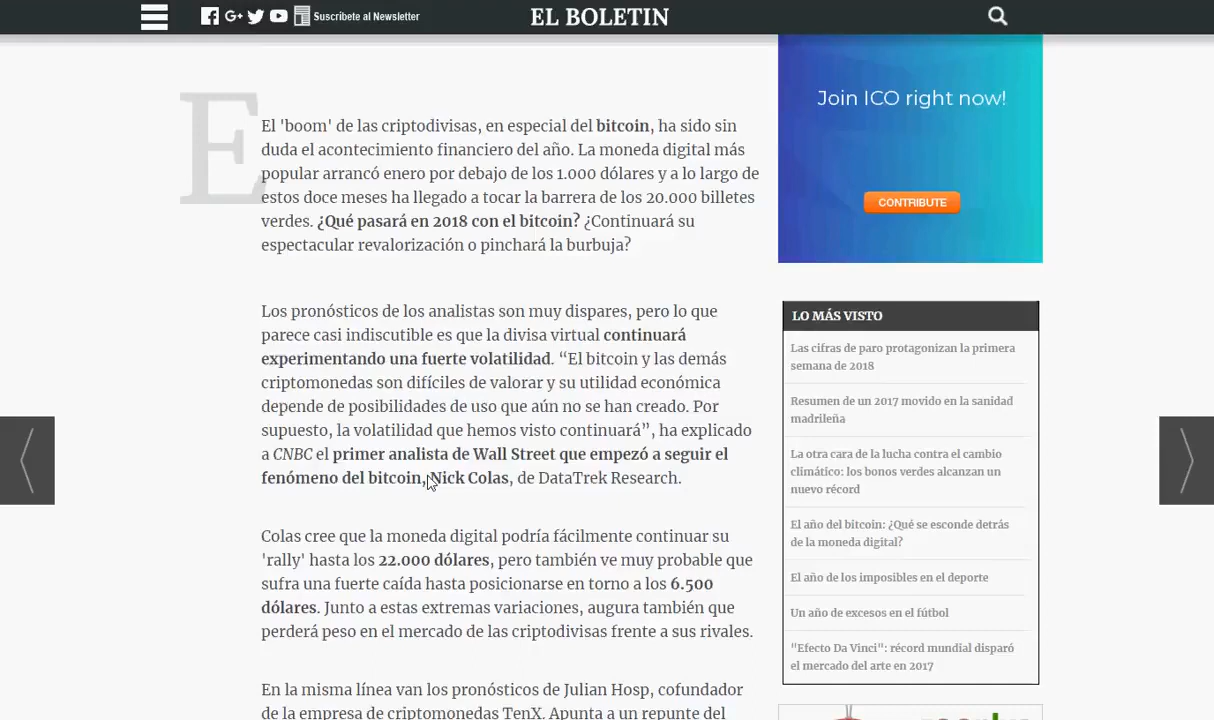 Suscríbete al Newsletter
EL BOLETIN
Join ICO right now!
CONTRIBUTE
E
El 'boom' de las criptodivisas, en especial del bitcoin, ha sido sin
duda el acontecimiento financiero del año. La moneda digital más
popular arrancó enero por debajo de los 1.000 dólares y a lo largo de
estos doce meses ha llegado a tocar la barrera de los 20.000 billetes
verdes. ¿Qué pasará en 2018 con el bitcoin? ¿Continuará su
espectacular revalorización o pinchará la burbuja?
Los pronósticos de los analistas son muy dispares, pero lo que
parece casi indiscutible es que la divisa virtual continuará
experimentando una fuerte volatilidad. “El bitcoin y las demás
criptomonedas son difíciles de valorar y su utilidad económica
depende de posibilidades de uso que aún no se han creado. Por
supuesto, la volatilidad que hemos visto continuará”, ha explicado
a CNBC el primer analista de Wall Street que empezó a seguir el
fenómeno del bitcoin, Nick Colas, de DataTrek Research.
Colas cree que la moneda digital podría fácilmente continuar su
'rally' hasta los 22.000 dólares, pero también ve muy probable que
sufra una fuerte caída hasta posicionarse en torno a los 6.500
dólares. Junto a estas extremas variaciones, augura también que
perderá peso en el mercado de las criptodivisas frente a sus rivales.
En la misma línea van los pronósticos de Julian Hosp, cofundador
de la empresa de criptomonedas TenX. Apunta a un repunte del
LO MÁS VISTO
Las cifras de paro protagonizan la primera
semana de 2018
Resumen de un 2017 movido en la sanidad
madrileña
La otra cara de la lucha contra el cambio
climático: los bonos verdes alcanzan un
nuevo récord
El año del bitcoin: ¿Qué se esconde detrás
de la moneda digital?
El año de los imposibles en el deporte
Un año de excesos en el fútbol
"Efecto Da Vinci": récord mundial disparó
el mercado del arte en 2017